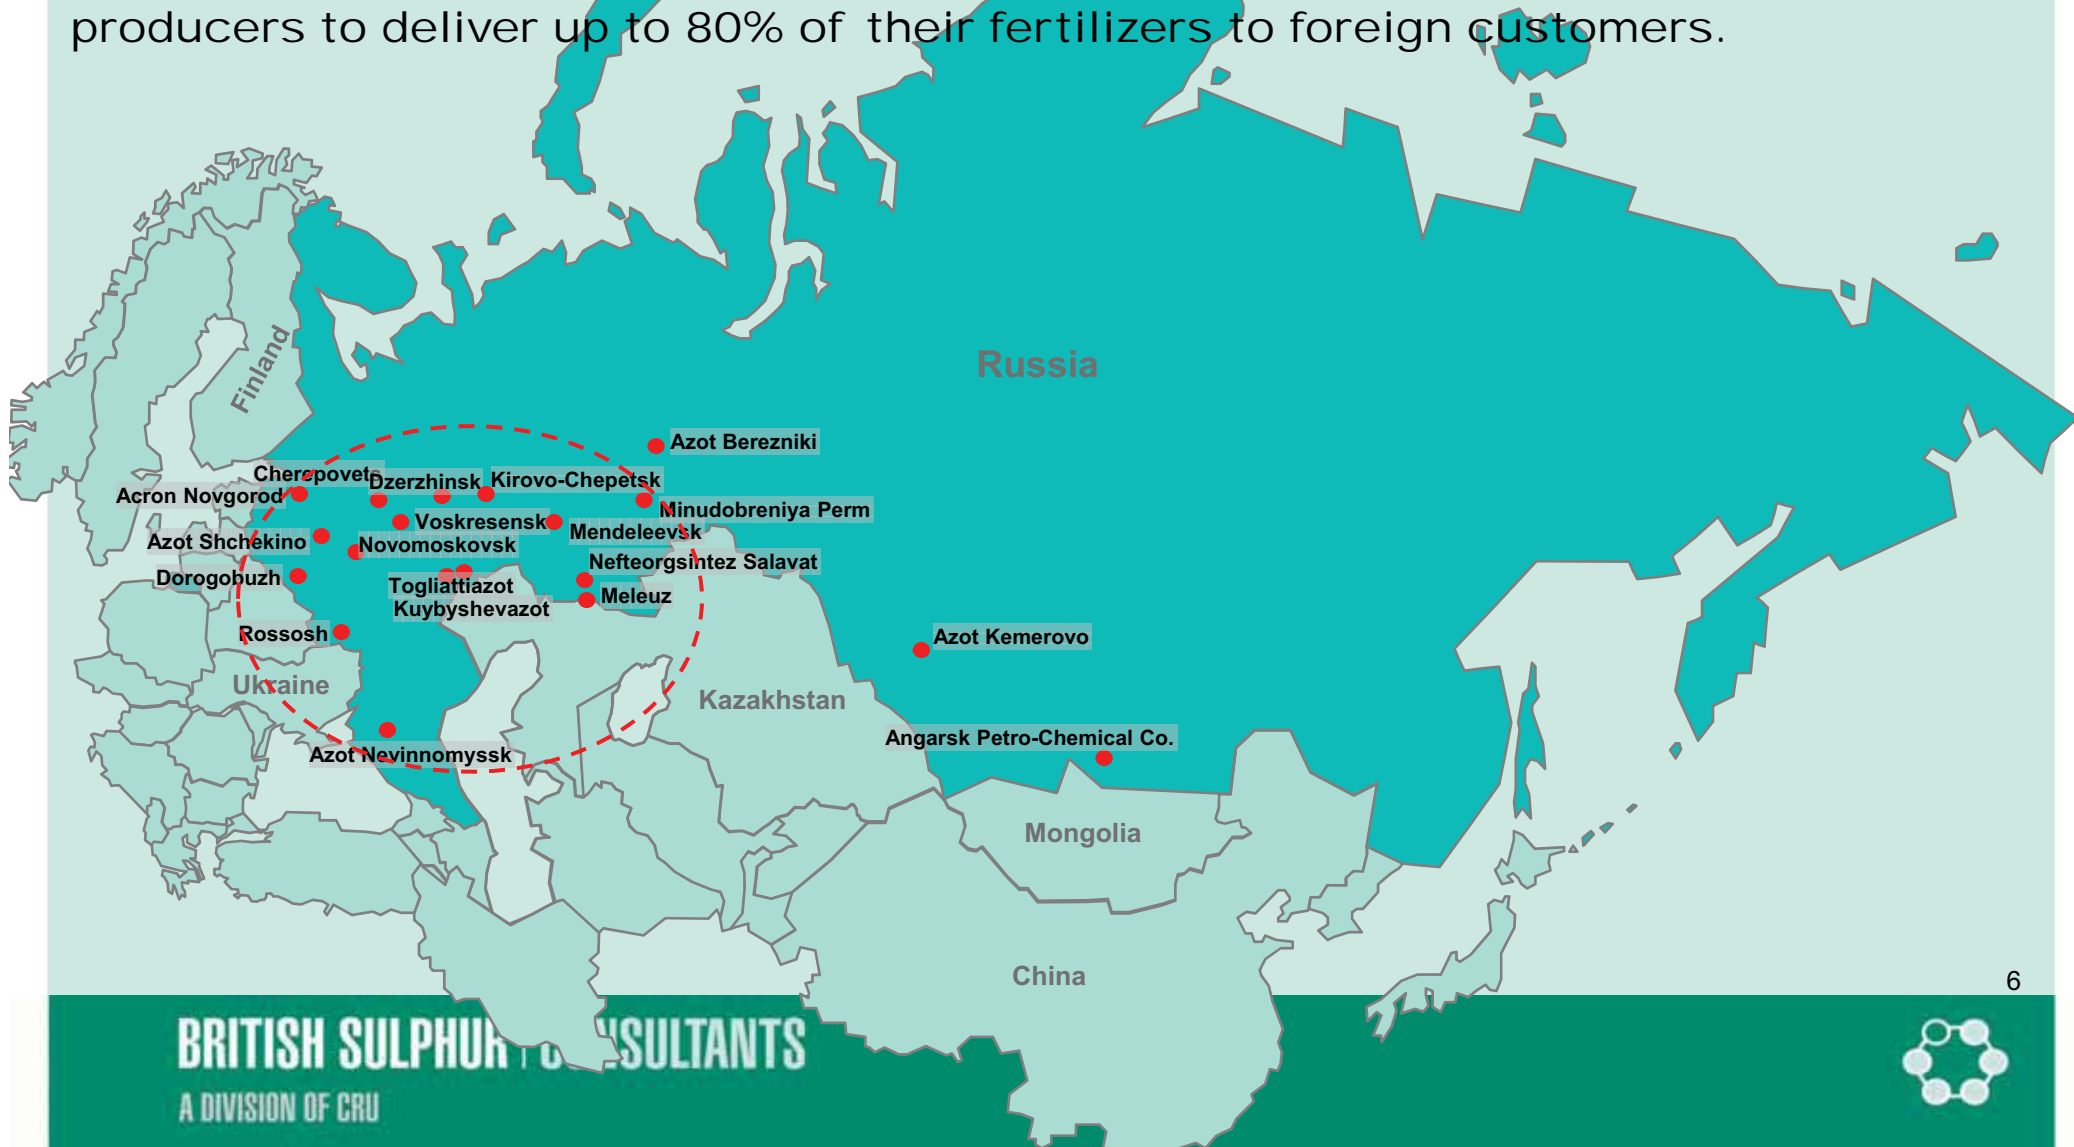 producers to deliver up to 80% of their fertilizers to foreign customers.
Finland
Russia
Azot Berezniki
Cherepovets
Dzerzhinsk
Kirovo-Chepetsk
Acron Novgorod
Minudobreniya Perm
Voskresensk
Mendeleevsk
Azot Shchekino
Novomoskovsk
Nefteorgsintez Salavat
Dorogobuzh
Togliattiazot
Meleuz
Kuybyshevazot
Rossosh
Azot Kemerovo
Ukraine
Kazakhstan
Angarsk Petro-Chemical Co.
Azot Nevinnomyssk
Mongolia
China
6
BRITISH SULPHUR
A DIVISION OF CRU